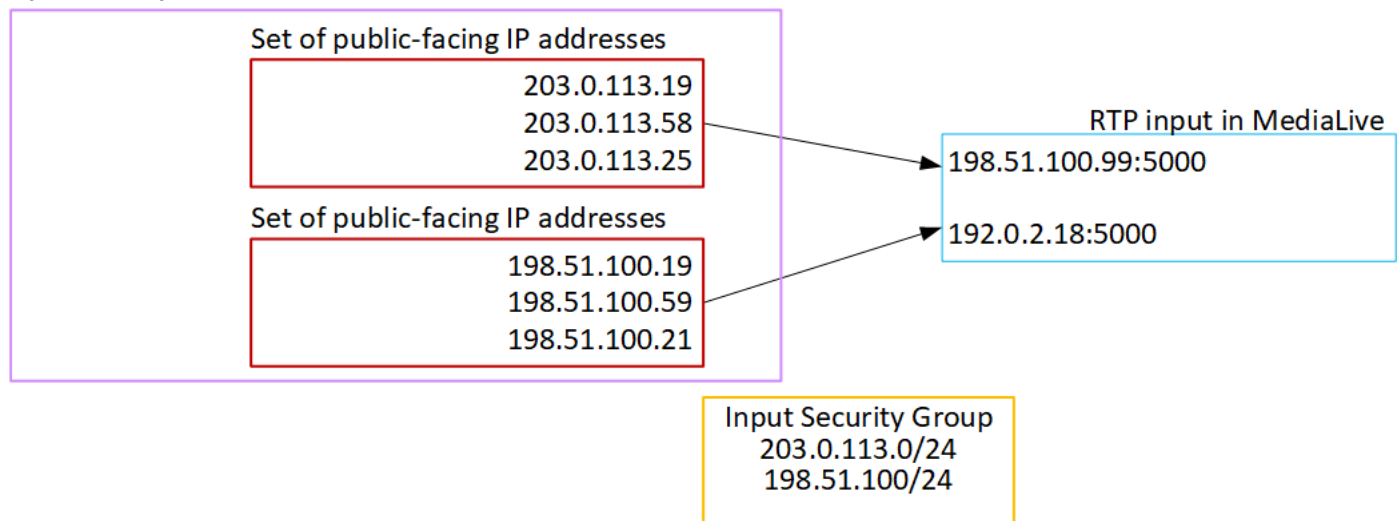 Set of public-facing IP addresses
203.0.113.19
203.0.113.58
203.0.113.25
Set of public-facing IP addresses
198.51.100.19
198.51.100.59
198.51.100.21
RTP input in MediaLive
198.51.100.99:5000
192.0.2.18:5000
Input Security Group
203.0.113.0/24
198.51.100/24